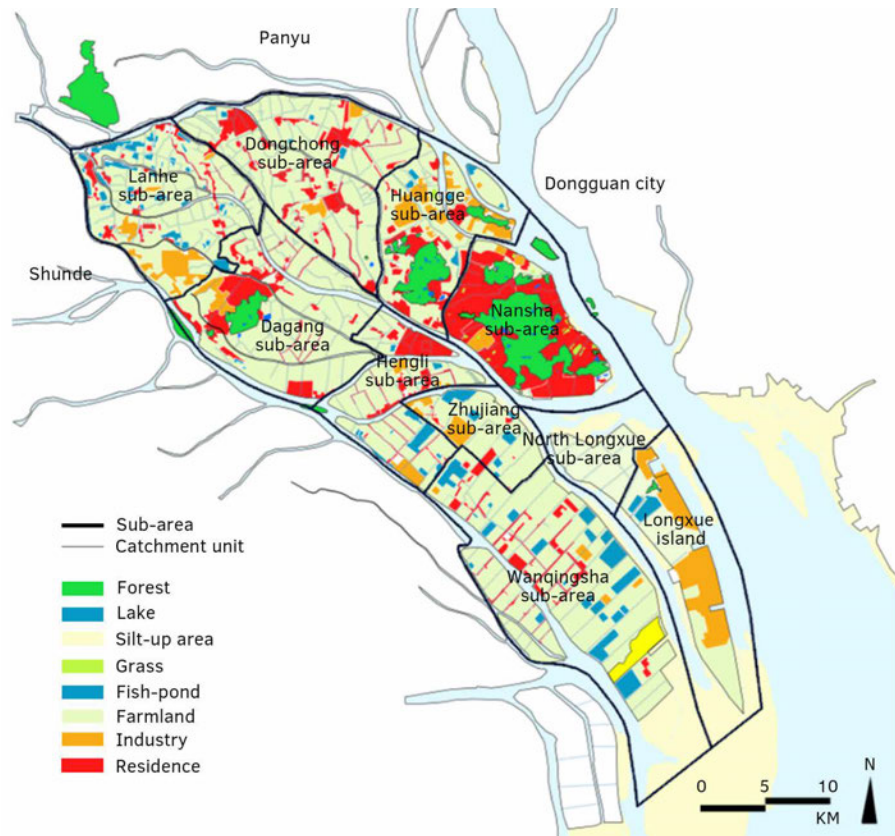 Panyu
Dongchong
sub-area
Lanhe
sub-area
Huangge
sub-area
Dongguan city
Shunde
Nansha
sub-area
Dagang
sub-area
Hengli
sub-area
Zhujiang
sub-area
North Longxue
sub-area
Longxue
island
Wanqingsha
sub-area
Sub-area
Catchment unit
Forest
Lake
Silt-up area
Grass
Fish-pond
Farmland
Industry
Residence
N
0 5 10
KM